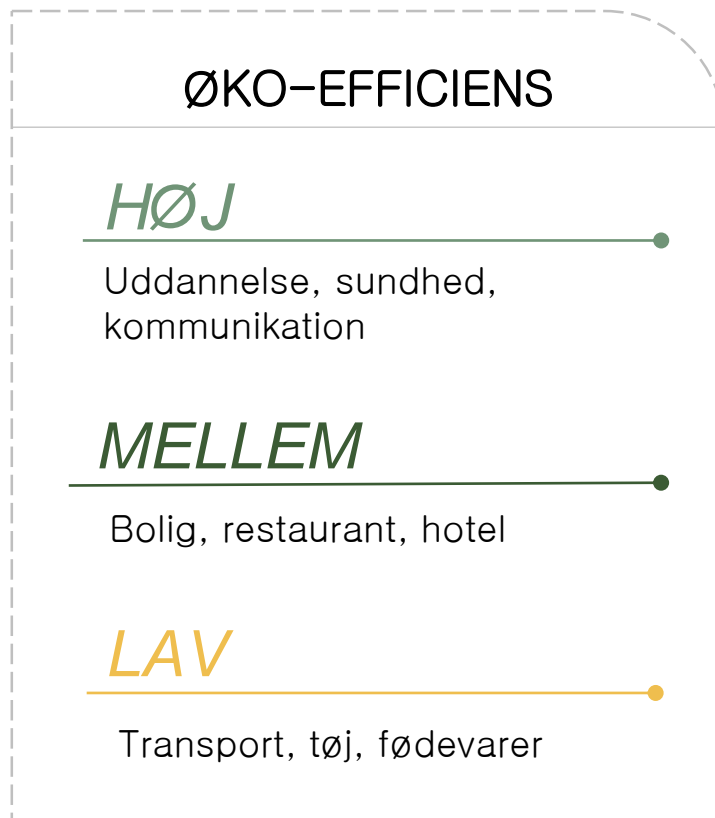 ØKO-EFFICIENS
HØJ
Uddannelse, sundhed,
kommunikation
MELLEM
Bolig, restaurant, hotel
LAV
Transport, tøj, fødevarer